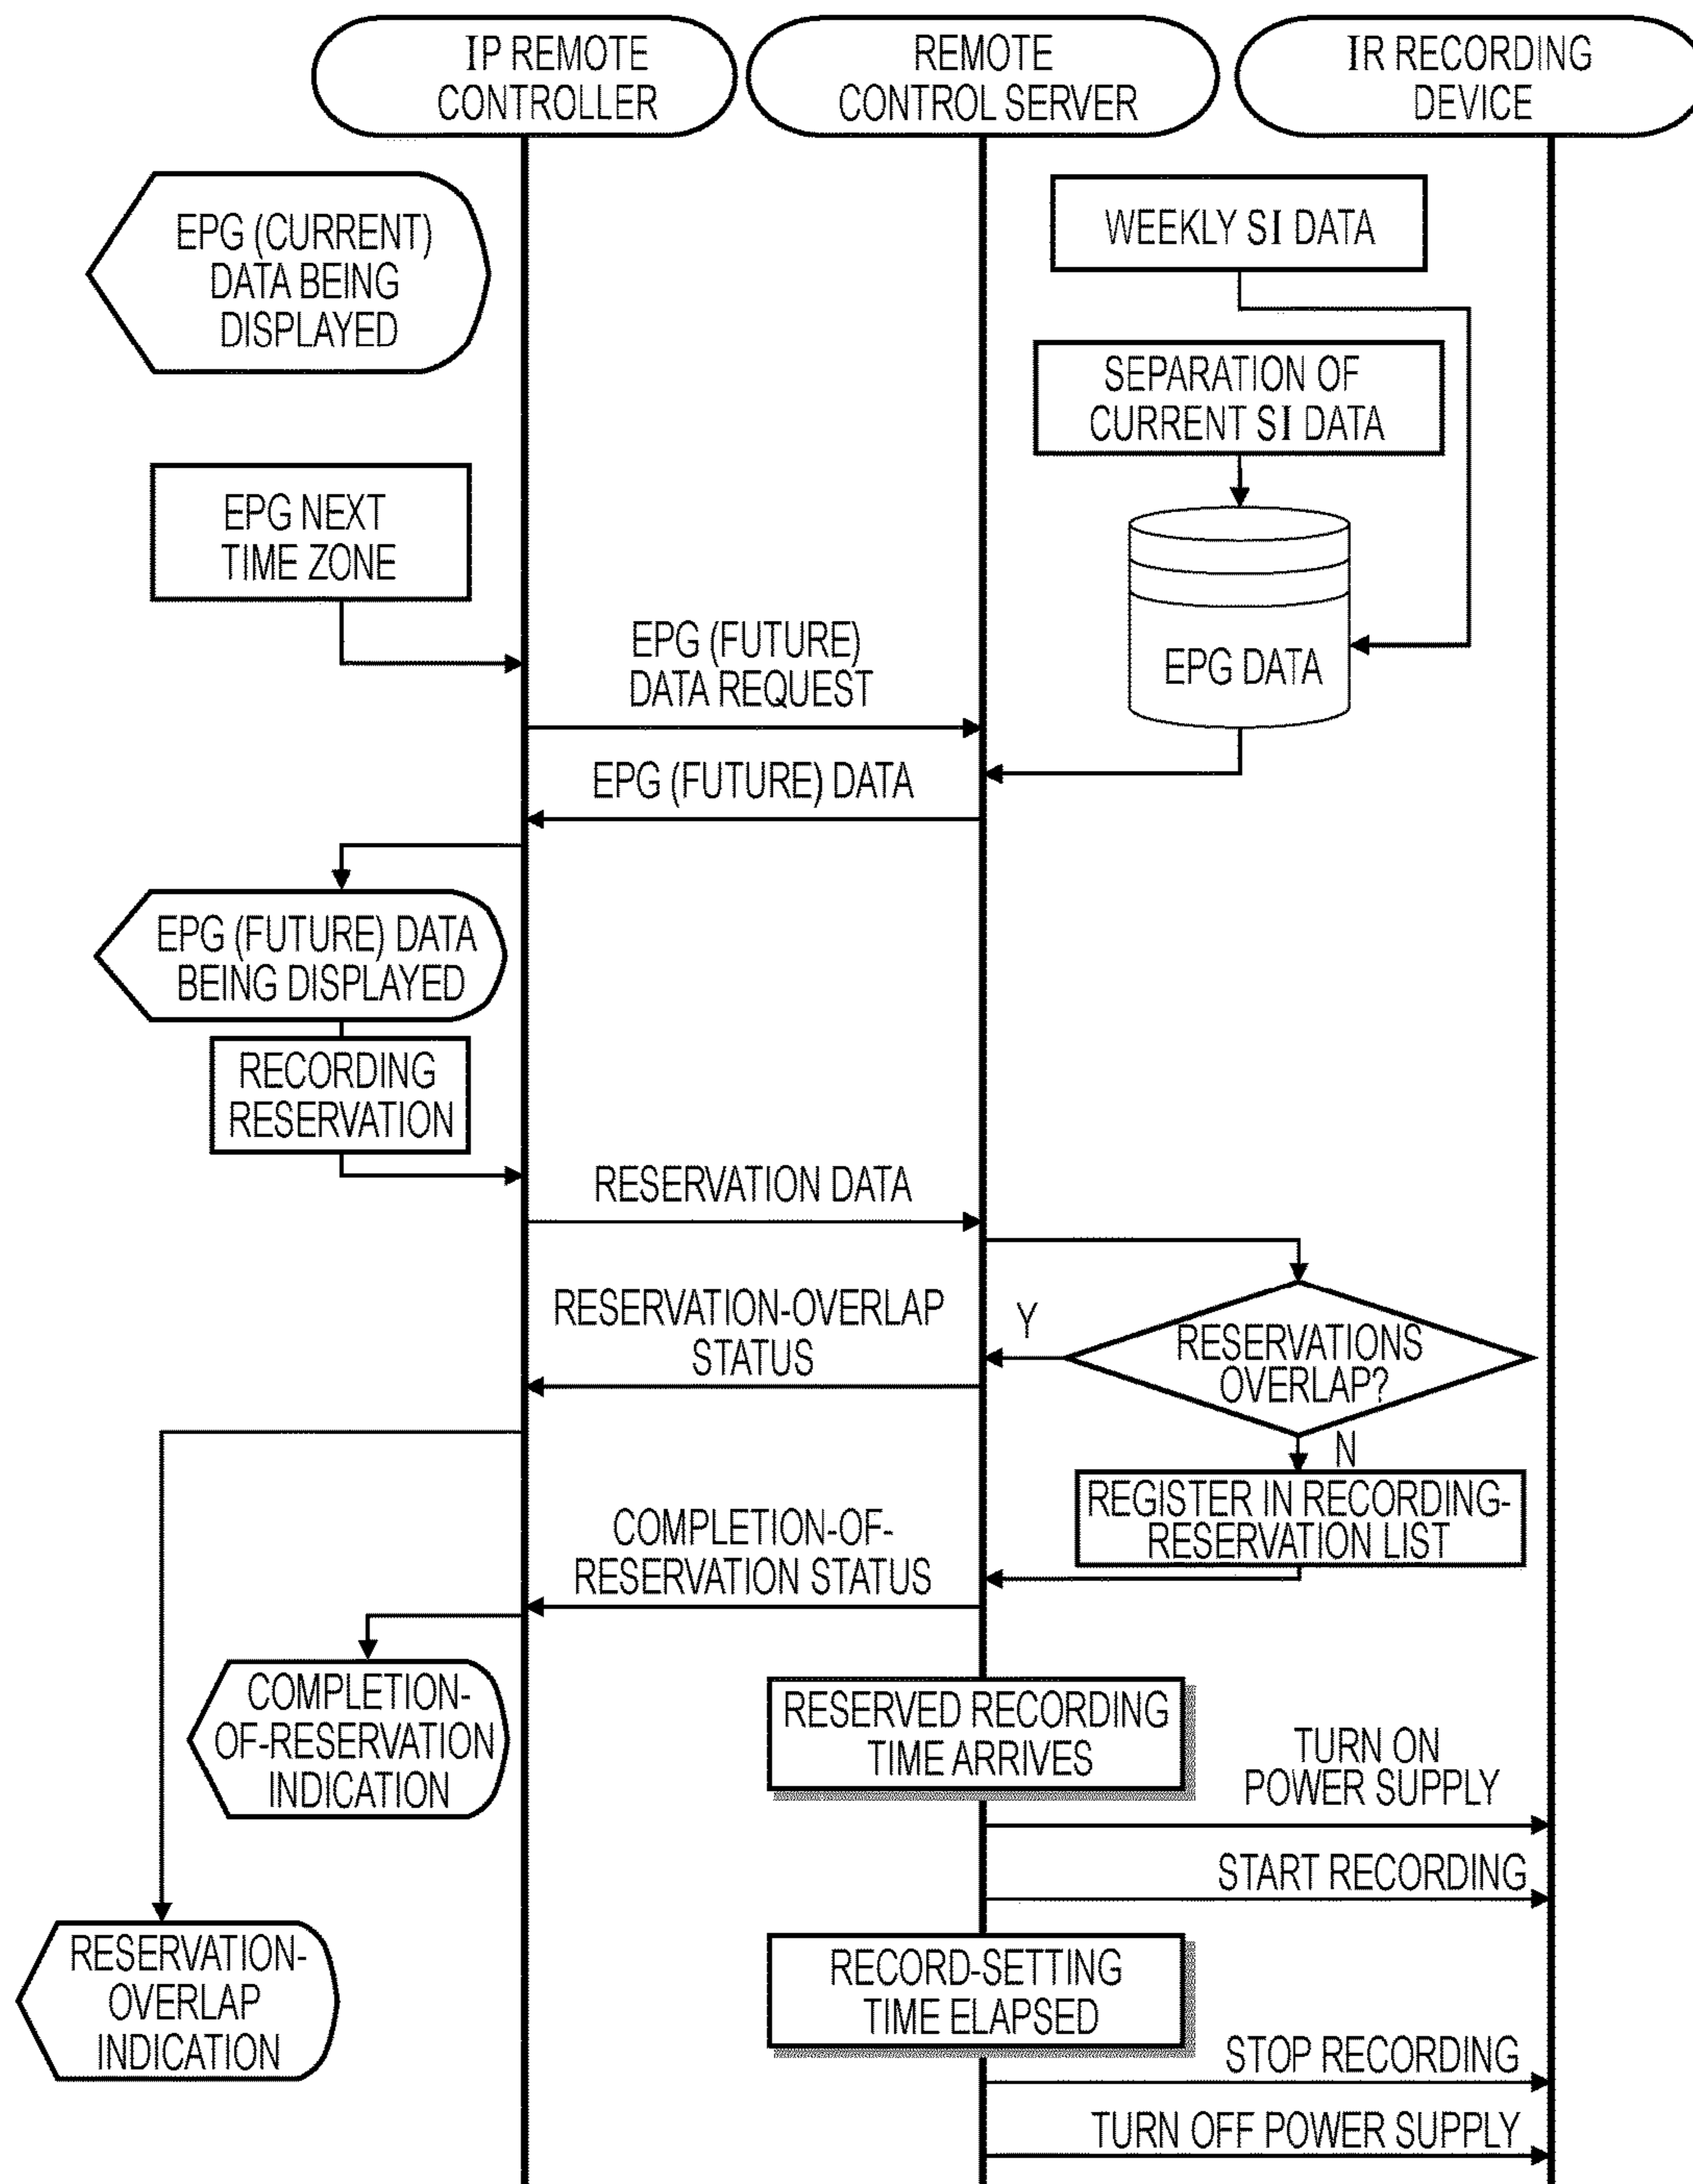 IP REMOTE
CONTROLLER
REMOTE
CONTROL SERVER
IR RECORDING
DEVICE
EPG (CURRENT)
DATA BEING
DISPLAYED
WEEKLY SI DATA
SEPARATION OF
CURRENT SI DATA
EPG NEXT
TIME ZONE
EPG (FUTURE)
DATA REQUEST
EPG DATA
EPG (FUTURE) DATA
EPG (FUTURE) DATA
BEING DISPLAYED
RECORDING
RESERVATION
RESERVATION DATA
RESERVATION-OVERLAP
STATUS
Y
RESERVATIONS
OVERLAP?
N
REGISTER IN RECORDING-
RESERVATION LIST
COMPLETION-OF-
RESERVATION STATUS
COMPLETION-
OF-RESERVATION
INDICATION
RESERVED RECORDING
TIME ARRIVES
TURN ON
POWER SUPPLY
START RECORDING
RESERVATION-
OVERLAP
INDICATION
RECORD-SETTING
TIME ELAPSED
STOP RECORDING
TURN OFF POWER SUPPLY